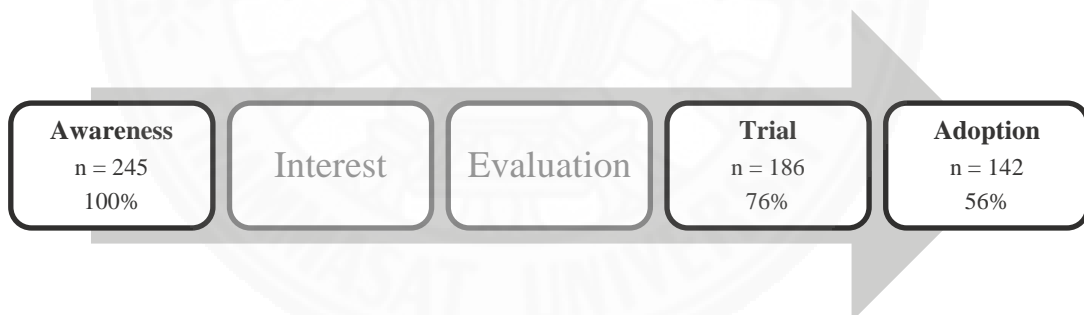 Awareness
n = 245
100%
Interest
Evaluation
Trial
n = 186
76%
Adoption
n = 142
56%